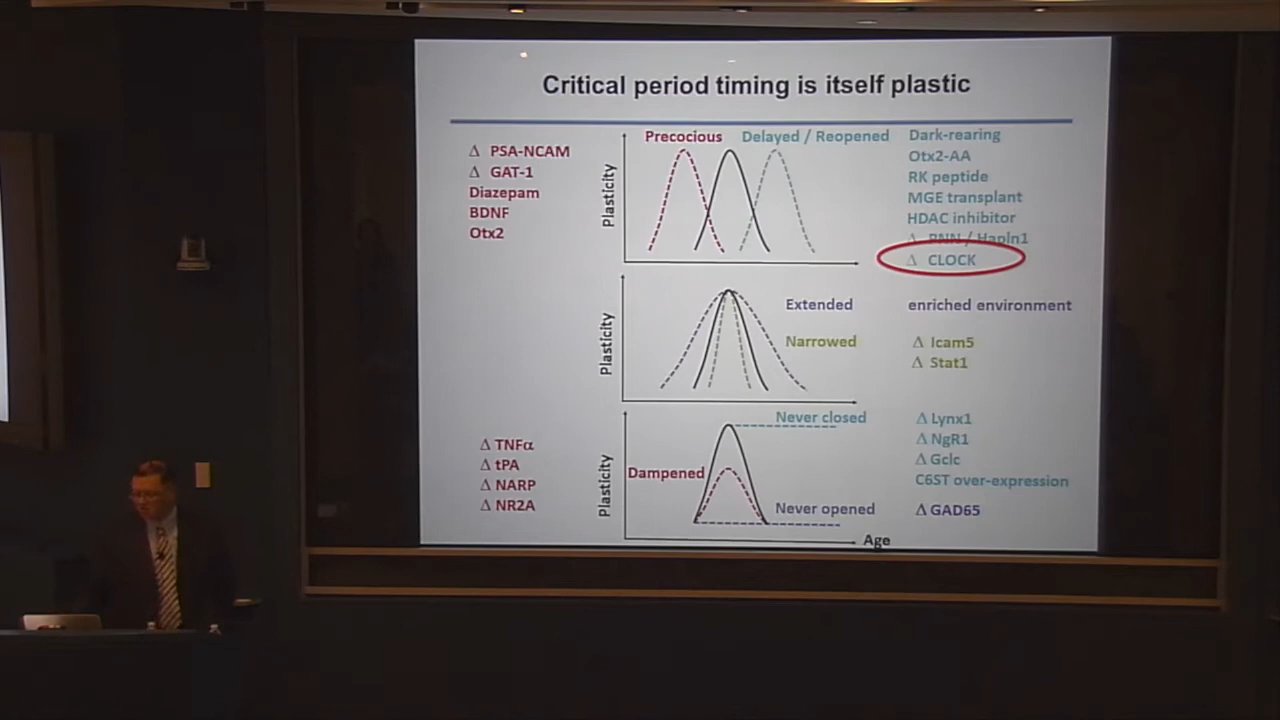 Critical period timing is itself plastic
Δ PSA-NCAM
Δ GAT-1
Diazepam
BDNF
Otx2
Plasticity
Precocious
Delayed / Reopened
Dark-rearing
Otx2-AA
RK peptide
MGE transplant
HDAC inhibitor
Δ PNN / Hapln1
Δ CLOCK
Plasticity
Extended
enriched environment
Narrowed
Δ Icam5
Δ Stat1
Δ TNFα
Δ tPA
Δ NARP
Δ NR2A
Plasticity
Never closed
Dampened
Never opened
Age
Δ Lynx1
Δ NgR1
Δ Gclc
C6ST over-expression
Δ GAD65